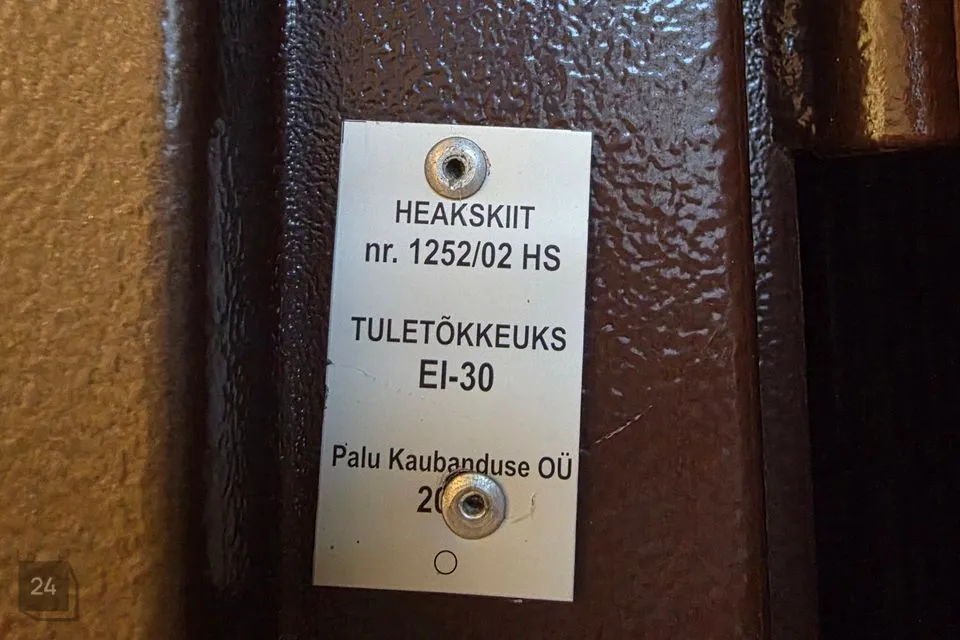 HEAKSKIIT
nr. 1252/02 HS
TULETÕKKEUKS
EI-30
Palu Kaubanduse OÜ
24